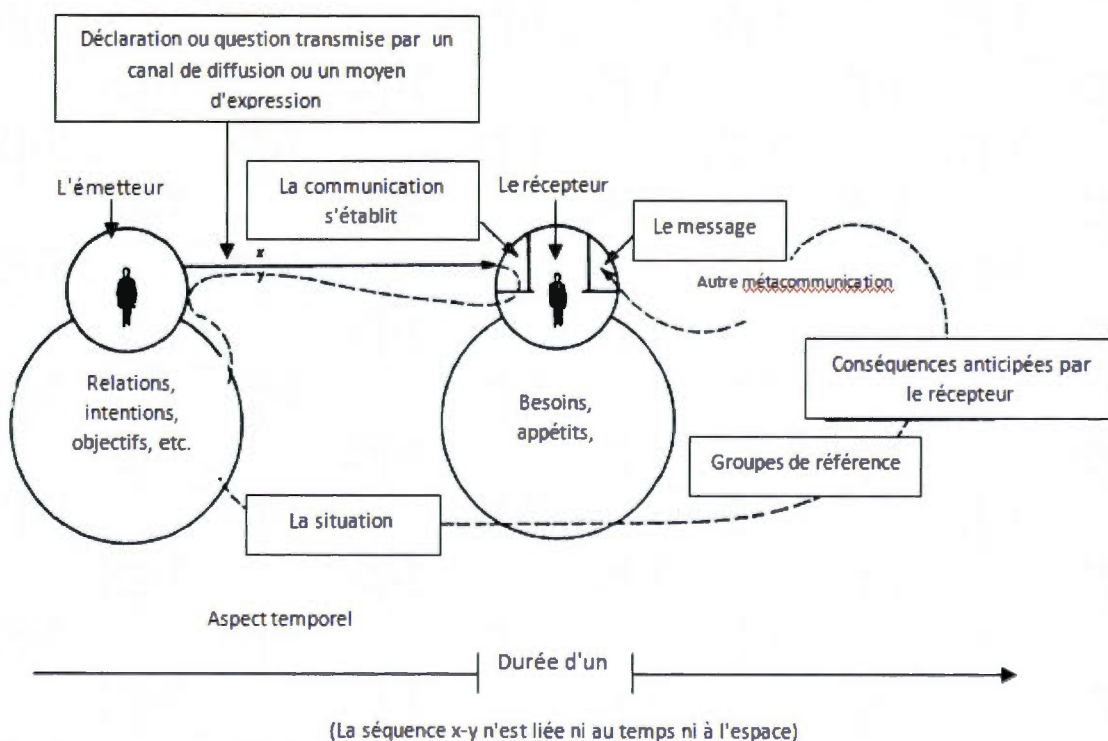 Déclaration ou question transmise par un
canal de diffusion ou un moyen
d'expression
L'émetteur
La communication
s'établit
Le récepteur
Le message
x
y
Autre métacommunication
Relations,
intentions,
objectifs, etc.
Besoins,
appétits,
Conséquences anticipées par
le récepteur
Groupes de référence
La situation
Aspect temporel
Durée d'un
(La séquence x-y n'est liée ni au temps ni à l'espace)